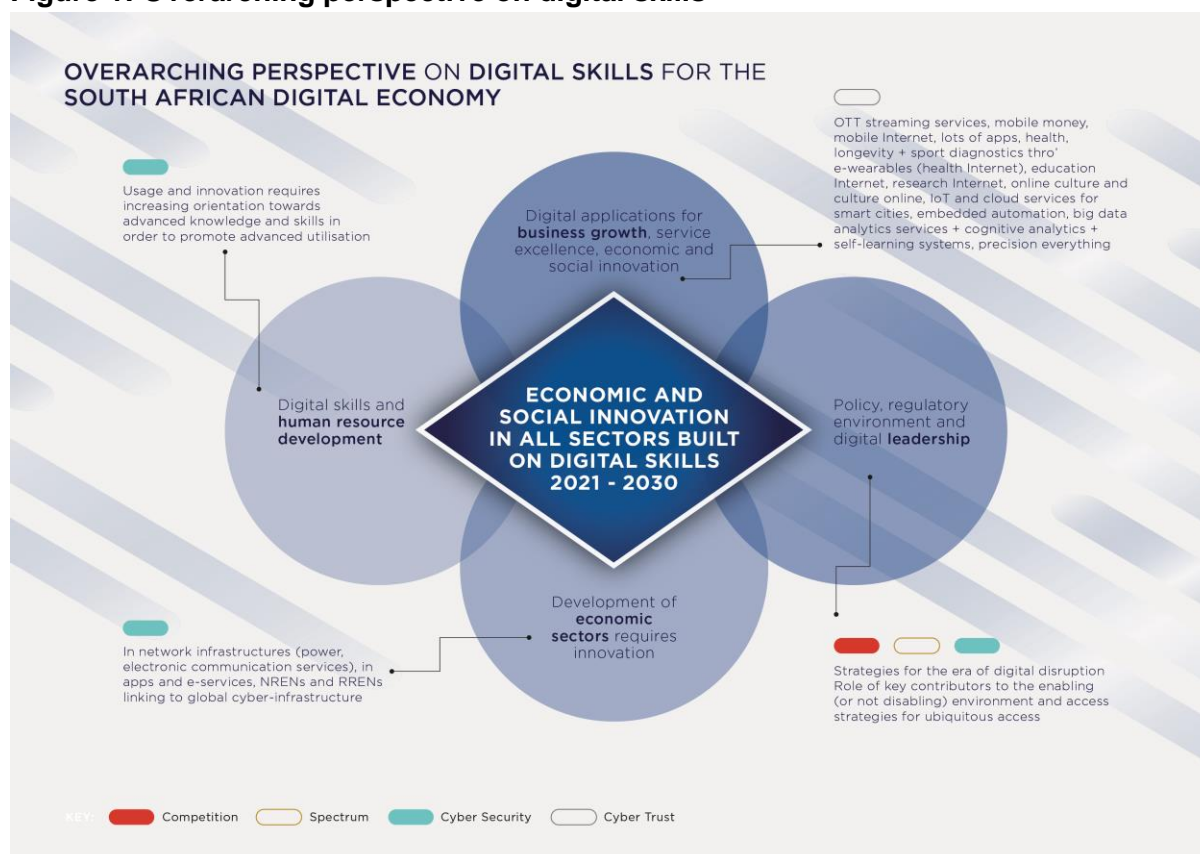 Figure 1: Overarching perspective on digital skills
OVERARCHING PERSPECTIVE ON DIGITAL SKILLS FOR THE
SOUTH AFRICAN DIGITAL ECONOMY
Usage and innovation requires
increasing orientation towards
advanced knowledge and skills in
order to promote advanced utilisation
Digital applications for
business growth, service
excellence, economic and
social innovation
OTT streaming services, mobile money,
mobile Internet, lots of apps, health,
longevity + sport diagnostics thro'
e-wearables (health Internet), education
Internet, research Internet, online culture and
culture online, IoT and cloud services for
smart cities, embedded automation, big data
analytics services + cognitive analytics +
self-learning systems, precision everything
Digital skills and
human resource
development
ECONOMIC AND
SOCIAL INNOVATION
IN ALL SECTORS BUILT
ON DIGITAL SKILLS
2021 - 2030
Policy, regulatory
environment and
digital leadership
Development of
economic
sectors requires
innovation
In network infrastructures (power,
electronic communication services), in
apps and e-services, NRENs and RRENs
linking to global cyber-infrastructure
Strategies for the era of digital disruption
Role of key contributors to the enabling
(or not disabling) environment and access
strategies for ubiquitous access
KEY: Competition Spectrum Cyber Security Cyber Trust